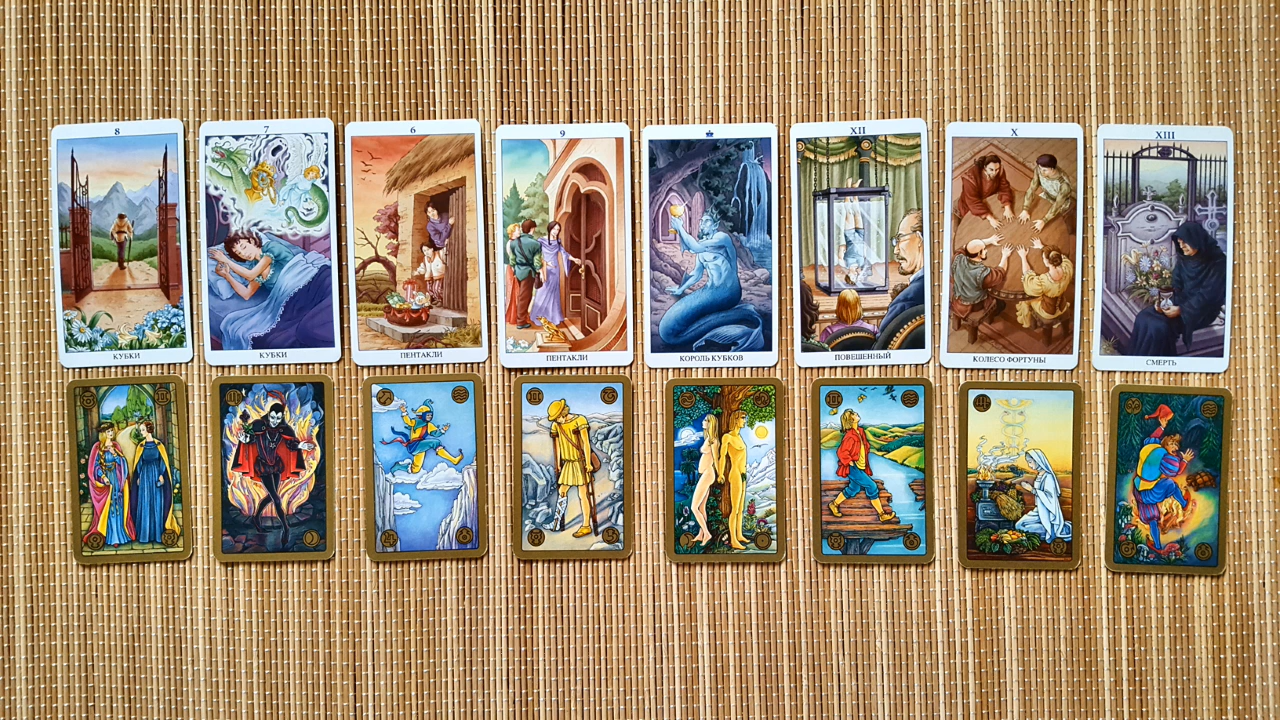 8
КУБКИ
7
КУБКИ
6
ПЕНТАКЛИ
9
ПЕНТАКЛИ
КОРОЛЬ КУБКОВ
XII
ПОВЕШЕННЫЙ
X
КОЛЕСО ФОРТУНЫ
XIII
СМЕРТЬ